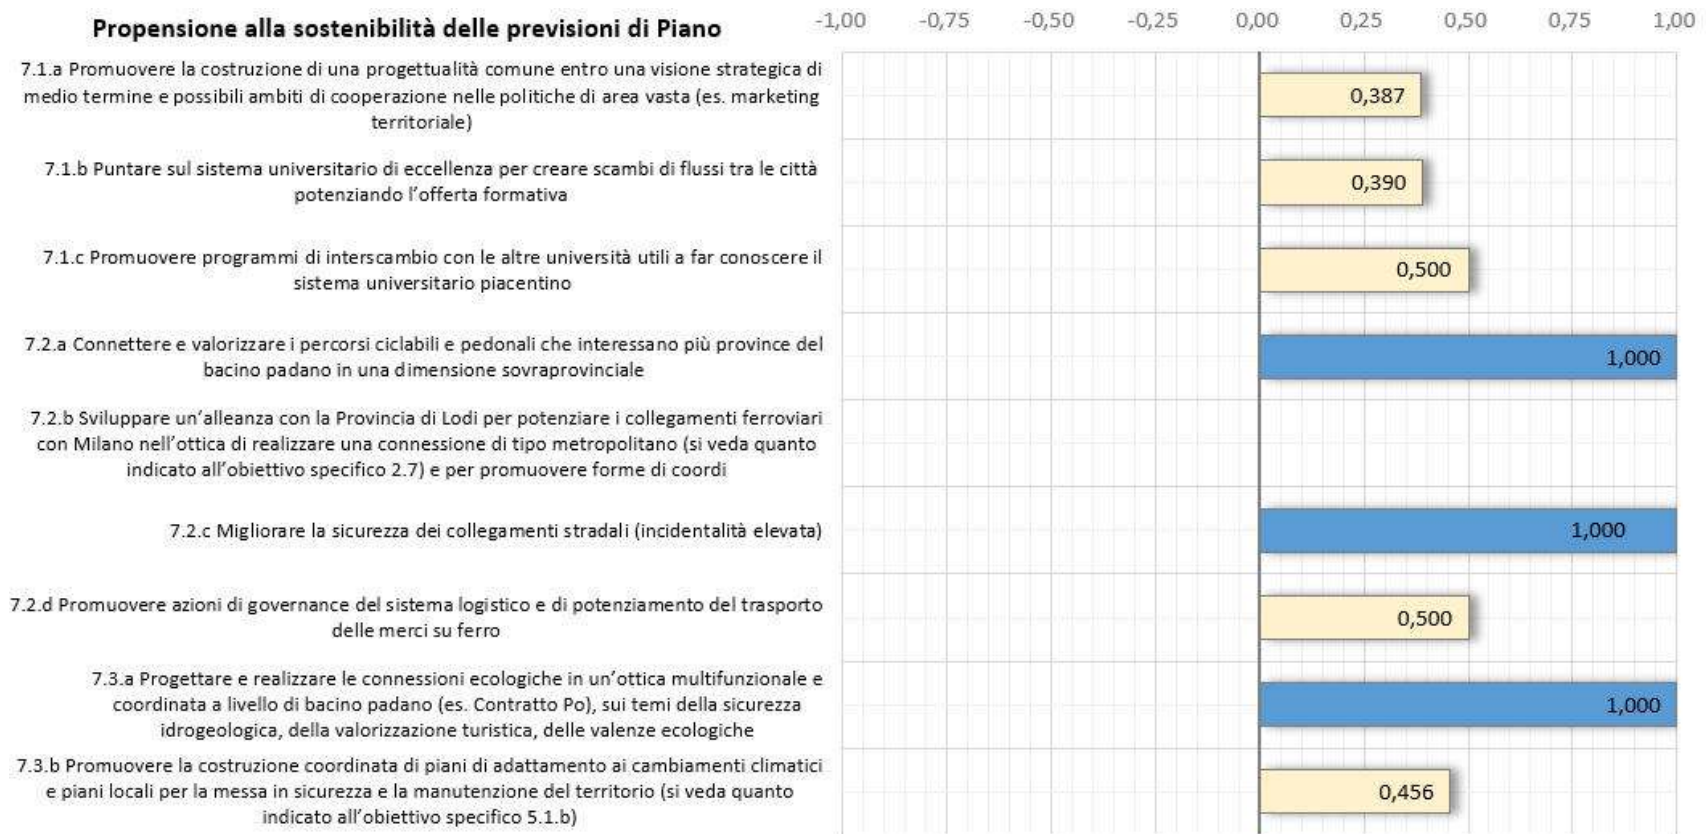 Propensione alla sostenibilità delle previsioni di Piano
-1,00 -0,75 -0,50 -0,25 0,00 0,25 0,50 0,75 1,00
7.1.a Promuovere la costruzione di una progettualità comune entro una visione strategica di
medio termine e possibili ambiti di cooperazione nelle politiche di area vasta (es. marketing
territoriale)
0,387
7.1.b Puntare sul sistema universitario di eccellenza per creare scambi di flussi tra le città
potenziando l'offerta formativa
0,390
7.1.c Promuovere programmi di interscambio con le altre università utili a far conoscere il
sistema universitario piacentino
0,500
7.2.a Connettere e valorizzare i percorsi ciclabili e pedonali che interessano più province del
bacino padano in una dimensione sovraprovinciale
1,000
7.2.b Sviluppare un'alleanza con la Provincia di Lodi per potenziare i collegamenti ferroviari
con Milano nell'ottica di realizzare una connessione di tipo metropolitano (si veda quanto
indicato all'obiettivo specifico 2.7) e per promuovere forme di coordi
7.2.c Migliorare la sicurezza dei collegamenti stradali (incidentalità elevata)
1,000
7.2.d Promuovere azioni di governance del sistema logistico e di potenziamento del trasporto
delle merci su ferro
0,500
7.3.a Progettare e realizzare le connessioni ecologiche in un'ottica multifunzionale e
coordinata a livello di bacino padano (es. Contratto Po), sui temi della sicurezza
idrogeologica, della valorizzazione turistica, delle valenze ecologiche
1,000
7.3.b Promuovere la costruzione coordinata di piani di adattamento ai cambiamenti climatici
e piani locali per la messa in sicurezza e la manutenzione del territorio (si veda quanto
indicato all'obiettivo specifico 5.1.b)
0,456